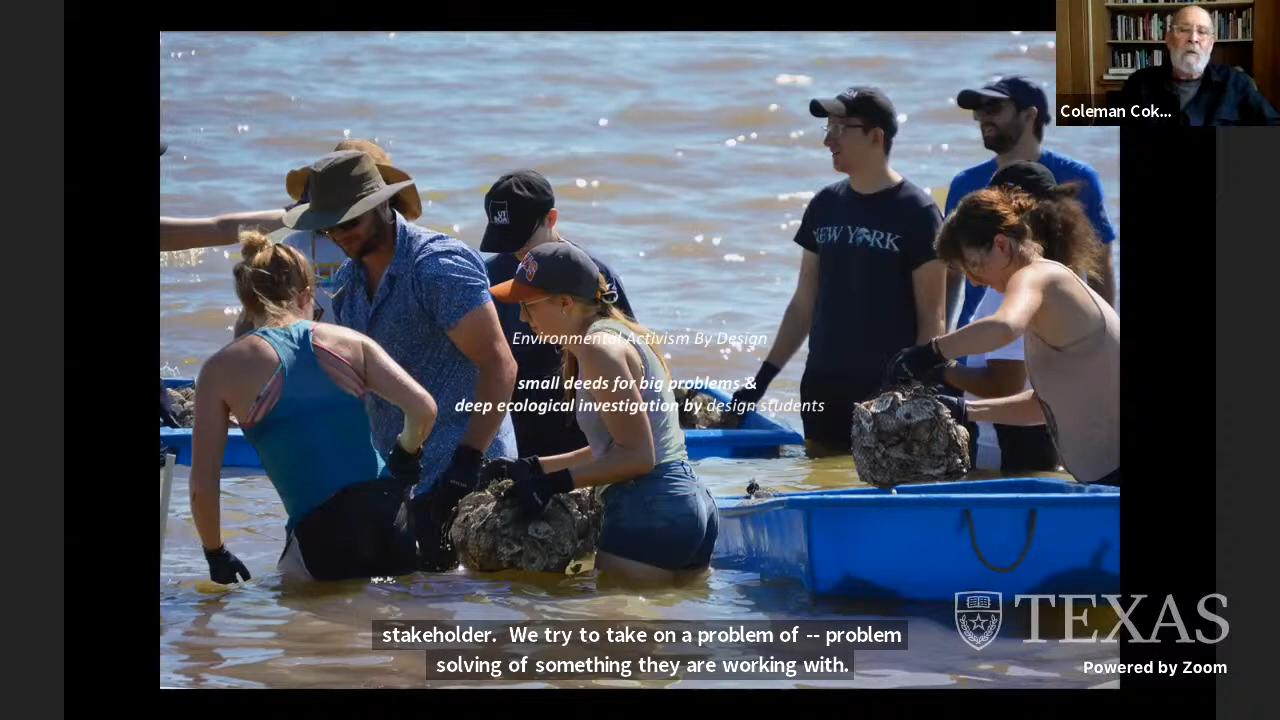 Coleman Cok...
UT
SOA
NEW YORK
Environmental Activism By Design
small deeds for big problems &
deep ecological investigation by design students
stakeholder.  We try to take on a problem of -- problem
solving of something they are working with.
TEXAS
Powered by Zoom